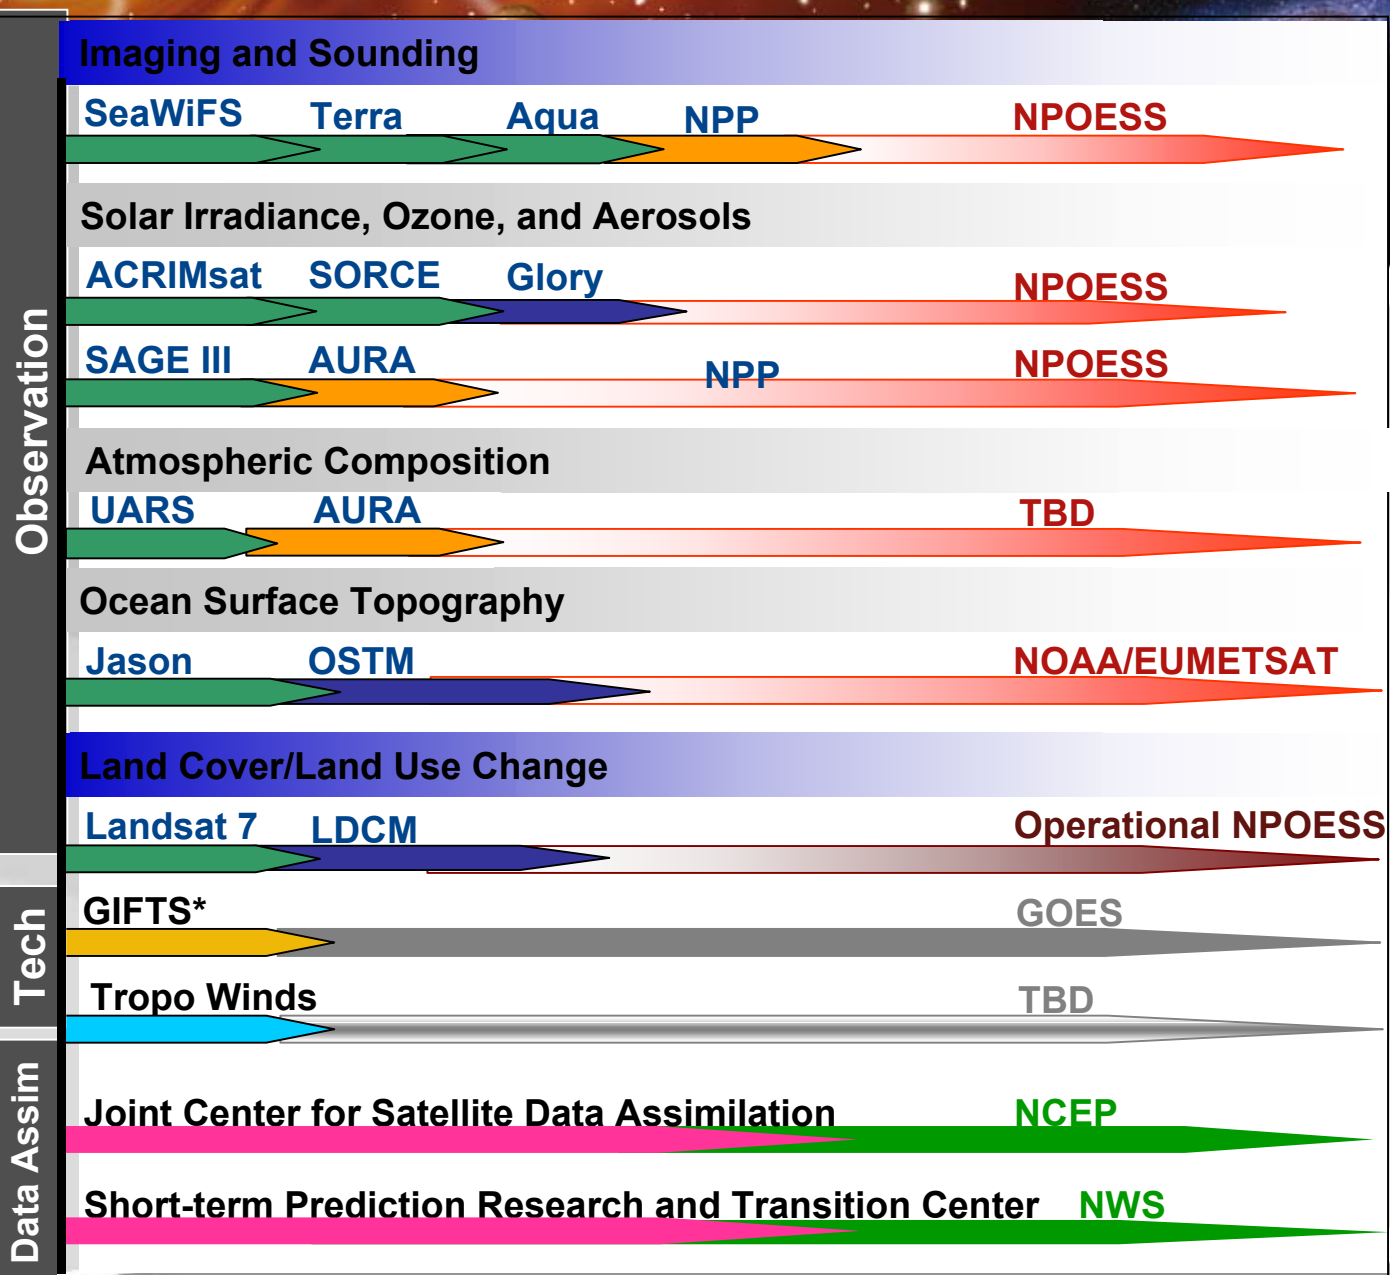 Observation
Imaging and Sounding
SeaWiFS Terra Aqua NPP NPOESS
Solar Irradiance, Ozone, and Aerosols
ACRIMsat SORCE Glory NPOESS
SAGE III AURA NPP NPOESS
Atmospheric Composition
UARS AURA TBD
Ocean Surface Topography
Jason OSTM NOAA/EUMETSAT
Land Cover/Land Use Change
Landsat 7 LDCM Operational NPOESS
Tech
GIFTS* GOES
Tropo Winds TBD
Data Assim
Joint Center for Satellite Data Assimilation NCEP
Short-term Prediction Research and Transition Center NWS